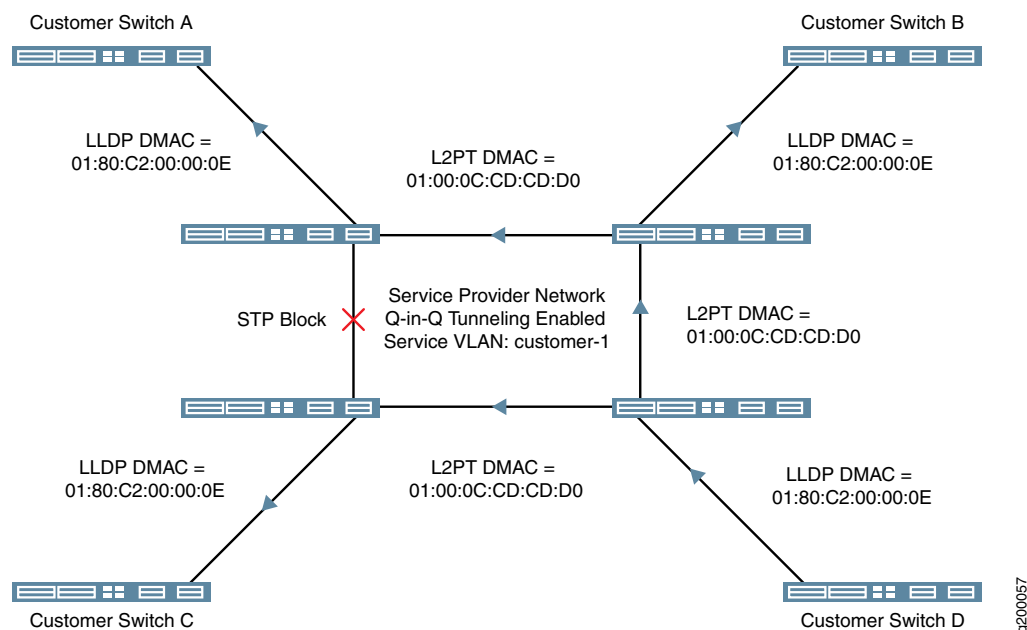 Customer Switch A
Customer Switch B
LLDP DMAC =
01:80:C2:00:00:0E
L2PT DMAC =
01:00:0C:CD:CD:D0
LLDP DMAC =
01:80:C2:00:00:0E
STP Block
Service Provider Network
Q-in-Q Tunneling Enabled
Service VLAN: customer-1
L2PT DMAC =
01:00:0C:CD:CD:D0
LLDP DMAC =
01:80:C2:00:00:0E
L2PT DMAC =
01:00:0C:CD:CD:D0
LLDP DMAC =
01:80:C2:00:00:0E
Customer Switch C
Customer Switch D
g200057